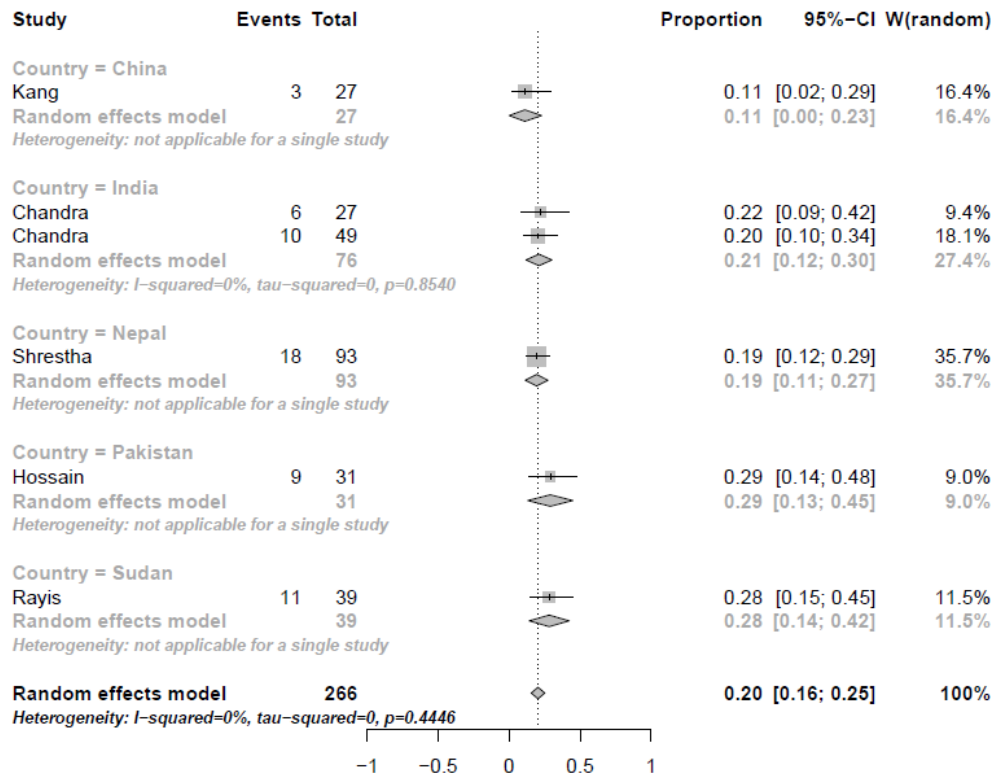 Study Events Total Proportion 95%−CI W(random)
Country = China
Kang 3 27 0.11 [0.02; 0.29] 16.4%
Random effects model 27 0.11 [0.00; 0.23] 16.4%
Heterogeneity: not applicable for a single study
Country = India
Chandra 6 27 0.22 [0.09; 0.42] 9.4%
Chandra 10 49 0.20 [0.10; 0.34] 18.1%
Random effects model 76 0.21 [0.12; 0.30] 27.4%
Heterogeneity: I−squared=0%, tau−squared=0, p=0.8540
Country = Nepal
Shrestha 18 93 0.19 [0.12; 0.29] 35.7%
Random effects model 93 0.19 [0.11; 0.27] 35.7%
Heterogeneity: not applicable for a single study
Country = Pakistan
Hossain 9 31 0.29 [0.14; 0.48] 9.0%
Random effects model 31 0.29 [0.13; 0.45] 9.0%
Heterogeneity: not applicable for a single study
Country = Sudan
Rayis 11 39 0.28 [0.15; 0.45] 11.5%
Random effects model 39 0.28 [0.14; 0.42] 11.5%
Heterogeneity: not applicable for a single study
Random effects model 266 0.20 [0.16; 0.25] 100%
Heterogeneity: I−squared=0%, tau−squared=0, p=0.4446
−1 −0.5 0 0.5 1